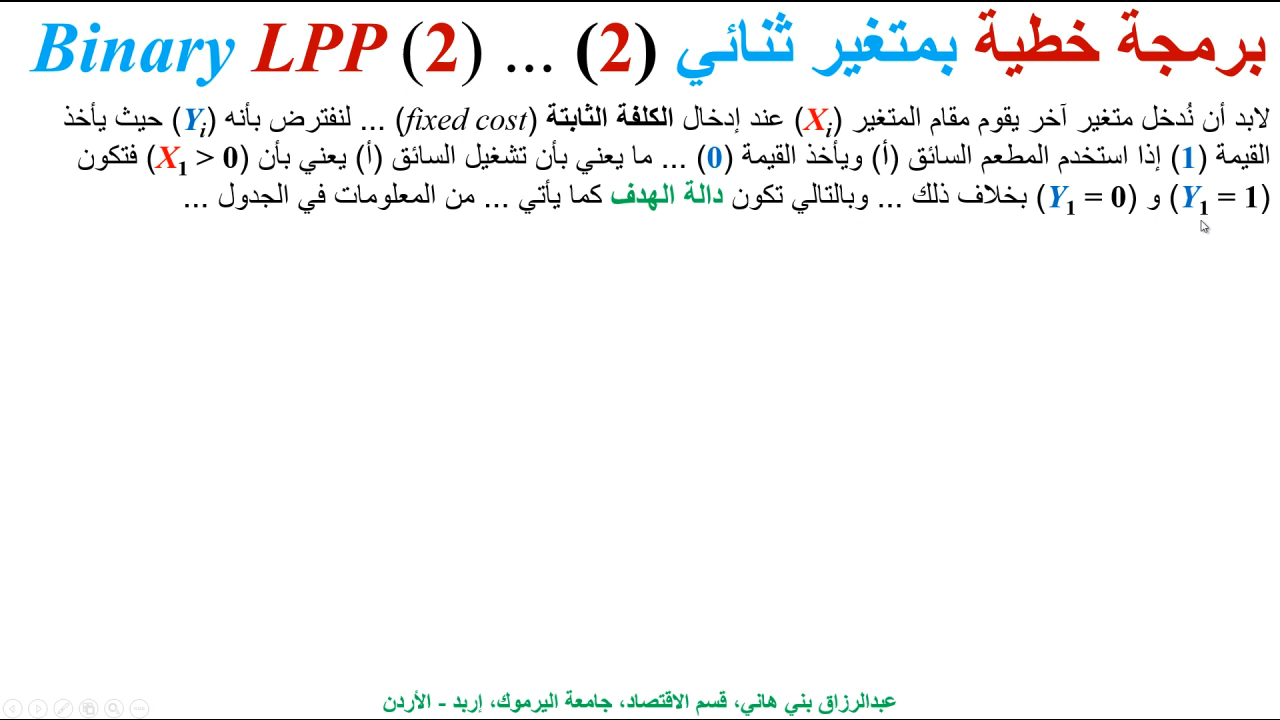 برمجة خطية بمتغير ثنائي (2) ... Binary LPP (2)
لابد أن نُدخل متغير آخر يقوم مقام المتغير (Xi) عند إدخال الكلفة الثابتة (fixed cost) ... لنفترض بأنه (Yi) حيث يأخذ
القيمة (1) إذا استخدم المطعم السائق (أ) ويأخذ القيمة (0) ... ما يعني بأن تشغيل السائق (أ) يعني بأن (X1 > 0) فتكون
(Y1 = 1) و (Y1 = 0) بخلاف ذلك ... وبالتالي تكون دالة الهدف كما يأتي ... من المعلومات في الجدول ...
عبدالرزاق بني هاني، قسم الاقتصاد، جامعة اليرموك، إربد - الأردن